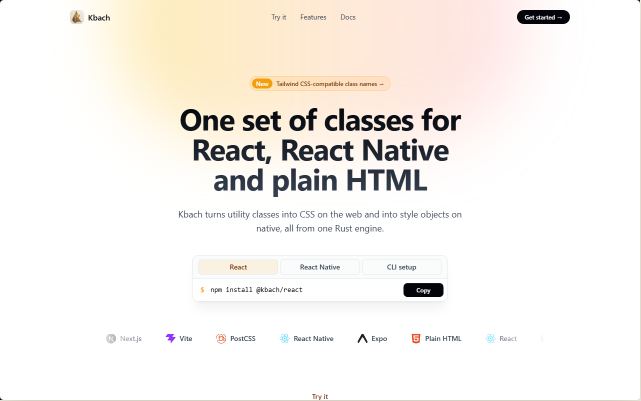 Kbach
Try it
Features
Docs
Get started →
New Tailwind CSS-compatible class names →
One set of classes for
React, React Native
and plain HTML
Kbach turns utility classes into CSS on the web and into style objects on
native, all from one Rust engine.
React
React Native
CLI setup
$ npm install @kbach/react
Copy
Next.js
Vite
PostCSS
React Native
Expo
Plain HTML
React
Try it